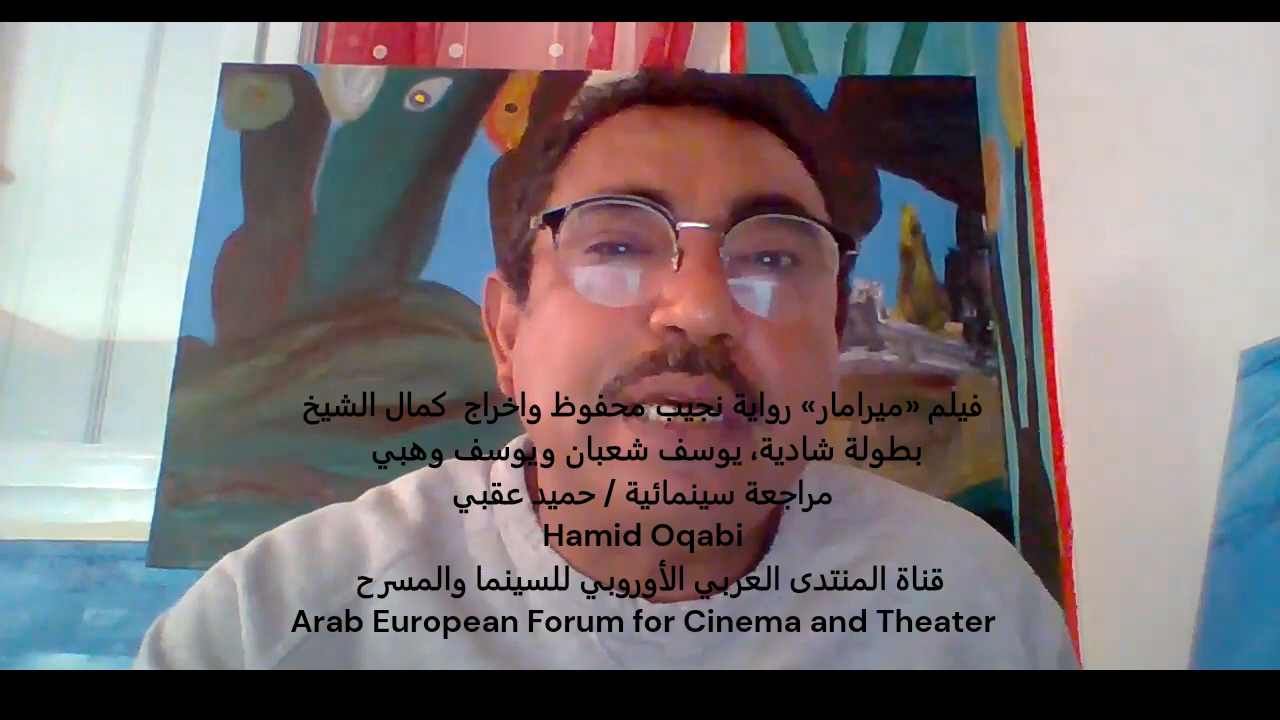 فيلم «ميرامار» رواية نجيب محفوظ واخراج  كمال الشيخ
بطولة شادية، يوسف شعبان ويوسف وهبي
مراجعة سينمائية / حميد عقبي
Hamid Oqabi
قناة المنتدى العربي الأوروبي للسينما والمسرح
Arab European Forum for Cinema and Theater